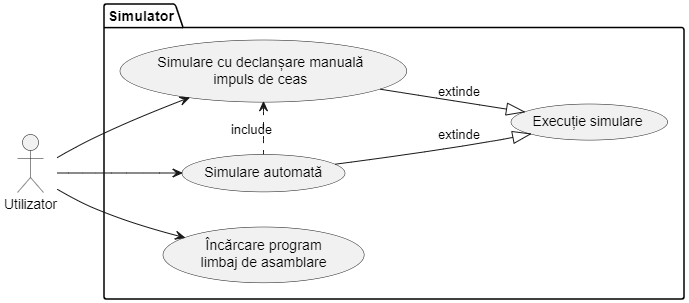 Simulator
Simulare cu declanșare manuală
impuls de ceas
extinde
Execuție simulare
include
extinde
Simulare automată
Utilizator
Încărcare program
limbaj de asamblare